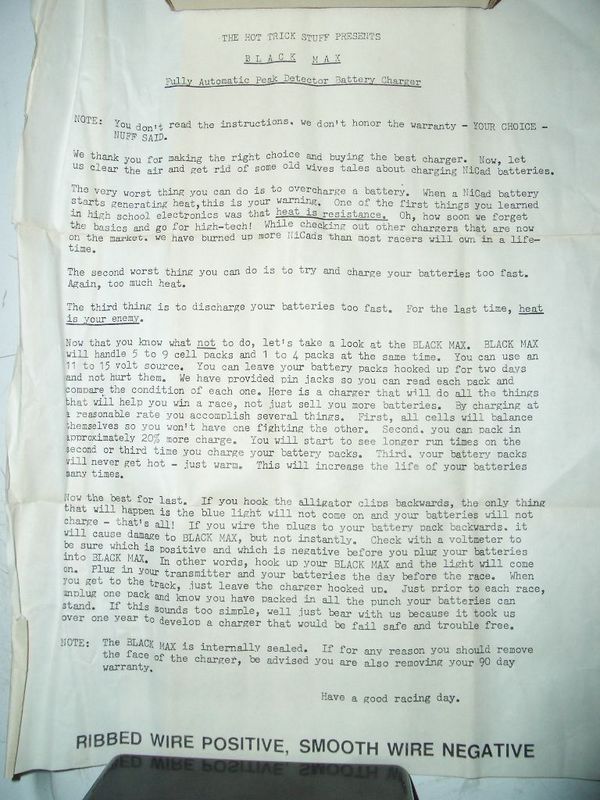 THE HOT TRICK STUFF PRESENTS
BLACK MAX
Fully Automatic Peak Detector Battery Charger
NOTE: You don't read the instructions. we don't honor the warranty - YOUR CHOICE -
NUFF SAID.
We thank you for making the right choice and buying the best charger. Now, let
us clear the air and get rid of some old wives tales about charging NiCad batteries.
The very worst thing you can do is to overcharge a battery. When a NiCad battery
starts generating heat,this is your warning. One of the first things you learned
in high school electronics was that heat is resistance. Oh, how soon we forget
the basics and go for high-tech! While checking out other chargers that are now
on the market. we have burned up more NiCads than most racers will own in a life-
time.
The second worst thing you can do is to try and charge your batteries too fast.
Again, too much heat.
The third thing is to discharge your batteries too fast. For the last time, heat
is your enemy.
Now that you know what not to do, let's take a look at the BLACK MAX. BLACK MAX
will handle 5 to 9 cell packs and 1 to 4 packs at the same time. You can use an
11 to 15 volt source. You can leave your battery packs hooked up for two days
and not hurt them. We have provided pin jacks so you can read each pack and
compare the condition of each one. Here is a charger that will do all the things
that will help you win a race, not just sell you more batteries. By charging at
a reasonable rate you accomplish several things. First, all cells will balance
themselves so you won't have one fighting the other. Second. you can pack in
approximately 20% more charge. You will start to see longer run times on the
second or third time you charge your battery packs. Third. your battery packs
will never get hot - just warm. This will increase the life of your batteries
many times.
Now the best for last. If you hook the alligator clips backwards, the only thing
that will happen is the blue light will not come on and your batteries will not
charge - that's all! If you wire the plugs to your battery pack backwards. it
will cause damage to BLACK MAX, but not instantly. Check with a voltmeter to
be sure which is positive and which is negative before you plug your batteries
into BLACK MAX. In other words, hook up your BLACK MAX and the light will come
on. Plug in your transmitter and your batteries the day before the race. When
you get to the track, just leave the charger hooked up. Just prior to each race,
unplug one pack and know you have packed in all the punch your batteries can
stand. If this sounds too simple, well just bear with us because it took us
over one year to develop a charger that would be fail safe and trouble free.
NOTE: The BLACK MAX is internally sealed. If for any reason you should remove
the face of the charger, be advised you are also removing your 90 day
warranty.
Have a good racing day.
RIBBED WIRE POSITIVE, SMOOTH WIRE NEGATIVE